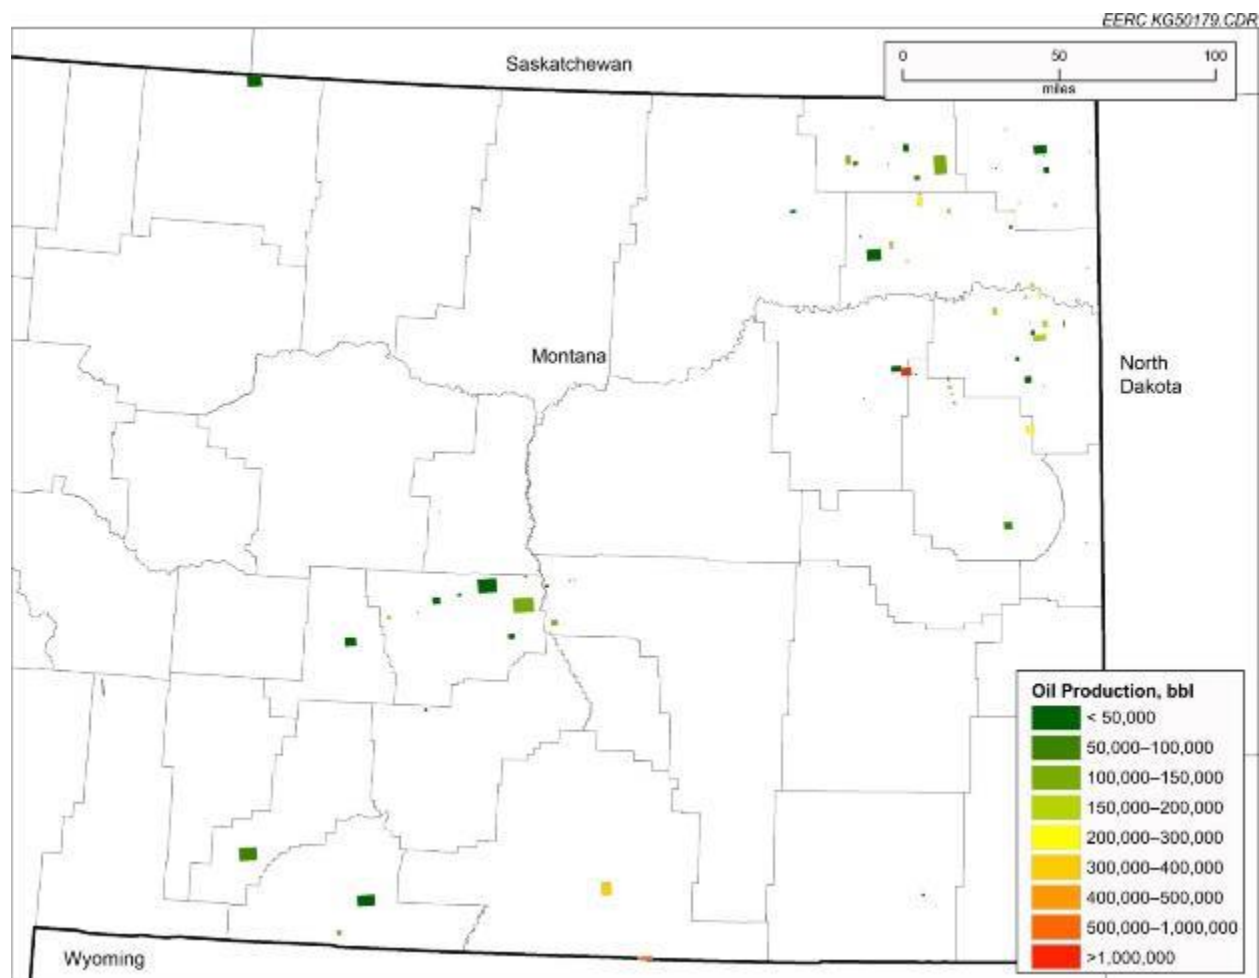 EERC KG50179.CDR
0 50 100
miles
Saskatchewan
Montana
North
Dakota
Oil Production, bbl
< 50,000
50,000–100,000
100,000–150,000
150,000–200,000
200,000–300,000
300,000–400,000
400,000–500,000
500,000–1,000,000
>1,000,000
Wyoming